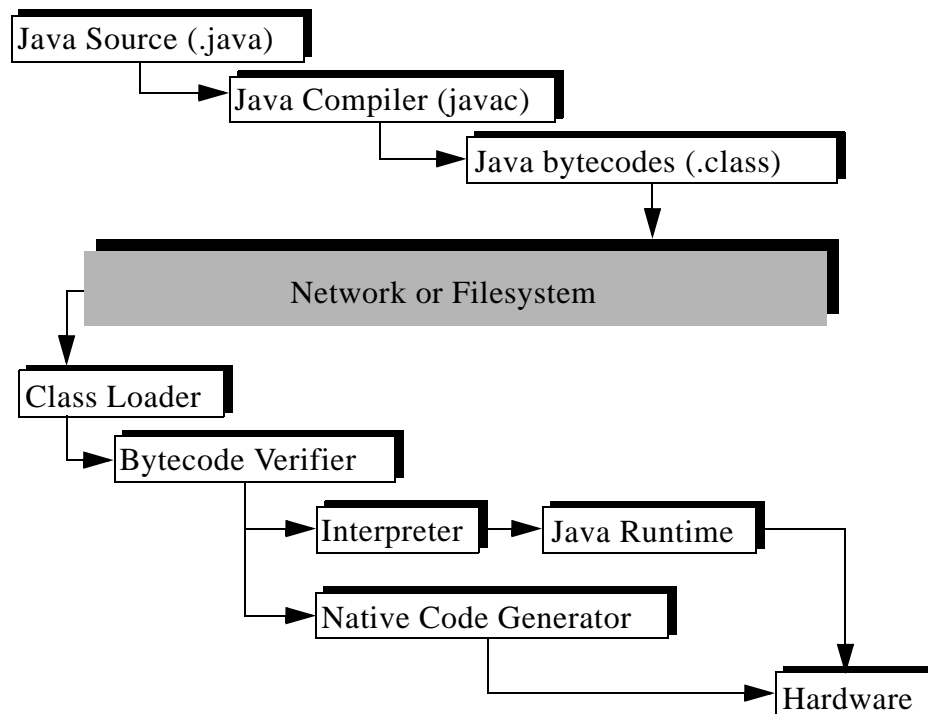 Java Source (.java)
Java Compiler (javac)
Java bytecodes (.class)
Network or Filesystem
Class Loader
Bytecode Verifier
Interpreter
Java Runtime
Native Code Generator
Hardware